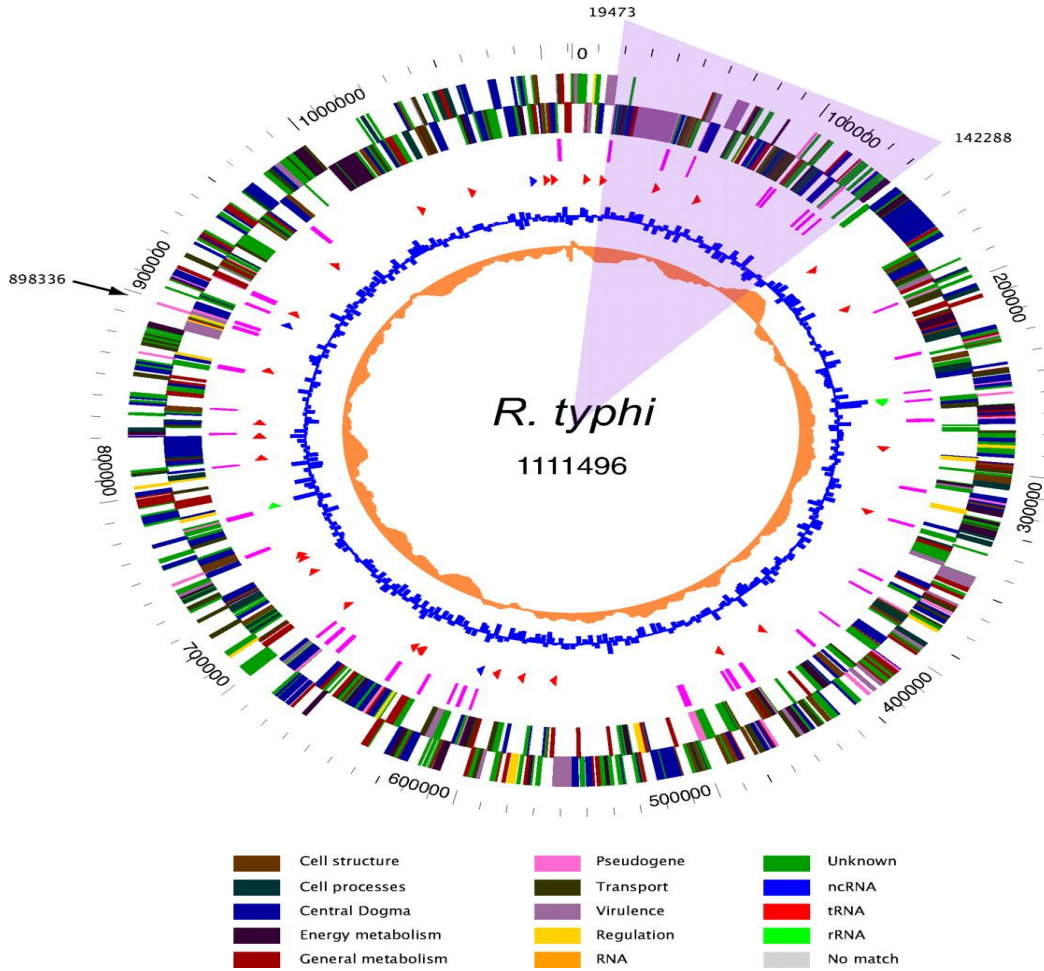 19473
0
100000
142288
200000
300000
400000
500000
600000
700000
800000
898336
900000
1000000
R. typhi
1111496
Cell structure
Cell processes
Central Dogma
Energy metabolism
General metabolism
Pseudogene
Transport
Virulence
Regulation
RNA
Unknown
ncRNA
tRNA
rRNA
No match